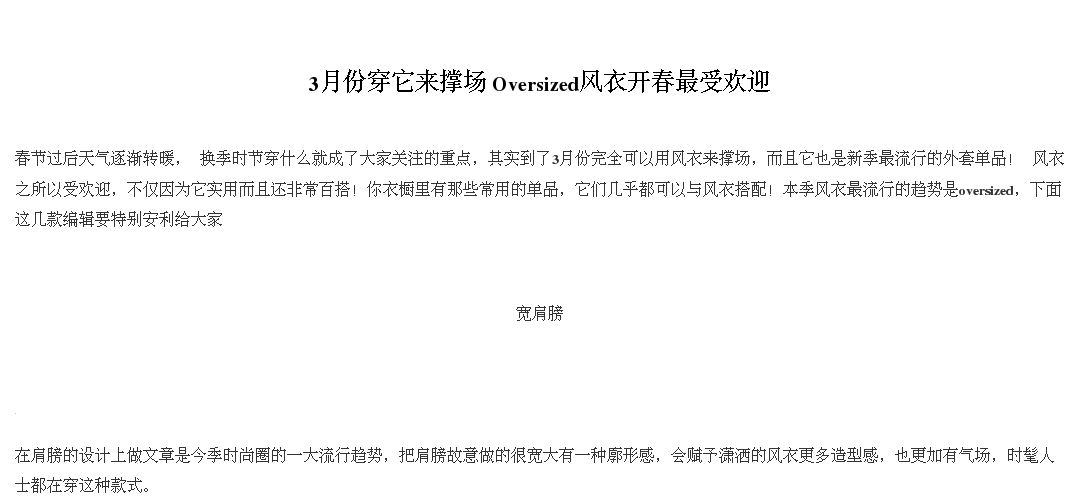 3月份穿它来撑场 Oversized风衣开春最受欢迎
春节过后天气逐渐转暖， 换季时节穿什么就成了大家关注的重点，其实到了3月份完全可以用风衣来撑场，而且它也是新季最流行的外套单品！ 风衣
之所以受欢迎，不仅因为它实用而且还非常百搭！你衣橱里有那些常用的单品，它们几乎都可以与风衣搭配！本季风衣最流行的趋势是oversized，下面
这几款编辑要特别安利给大家
宽肩膀
在肩膀的设计上做文章是今季时尚圈的一大流行趋势，把肩膀故意做的很宽大有一种廓形感，会赋予潇洒的风衣更多造型感，也更加有气场，时髦人
士都在穿这种款式。